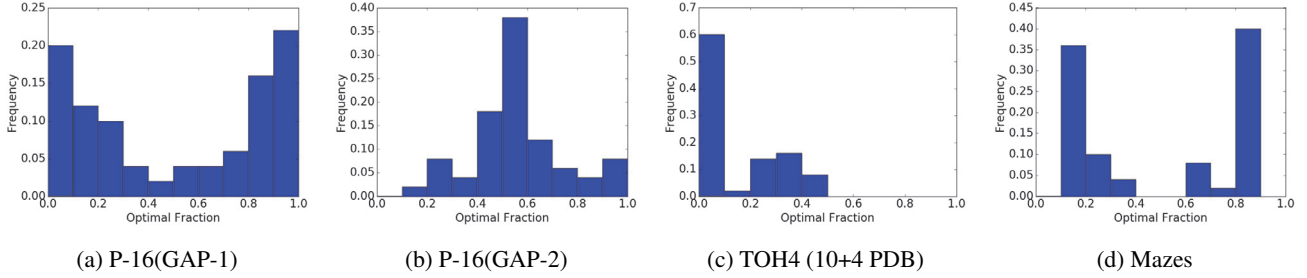 0.25
0.20
0.15
0.10
0.05
0.00
Frequency
0.0 0.2 0.4 0.6 0.8 1.0
Optimal Fraction
(a) P-16(GAP-1)
0.40
0.35
0.30
0.25
0.20
0.15
0.10
0.05
0.00
Frequency
0.0 0.2 0.4 0.6 0.8 1.0
Optimal Fraction
(b) P-16(GAP-2)
0.7
0.6
0.5
0.4
0.3
0.2
0.1
0.0
Frequency
0.0 0.2 0.4 0.6 0.8 1.0
Optimal Fraction
(c) TOH4 (10+4 PDB)
0.45
0.40
0.35
0.30
0.25
0.20
0.15
0.10
0.05
0.00
Frequency
0.0 0.2 0.4 0.6 0.8 1.0
Optimal Fraction
(d) Mazes